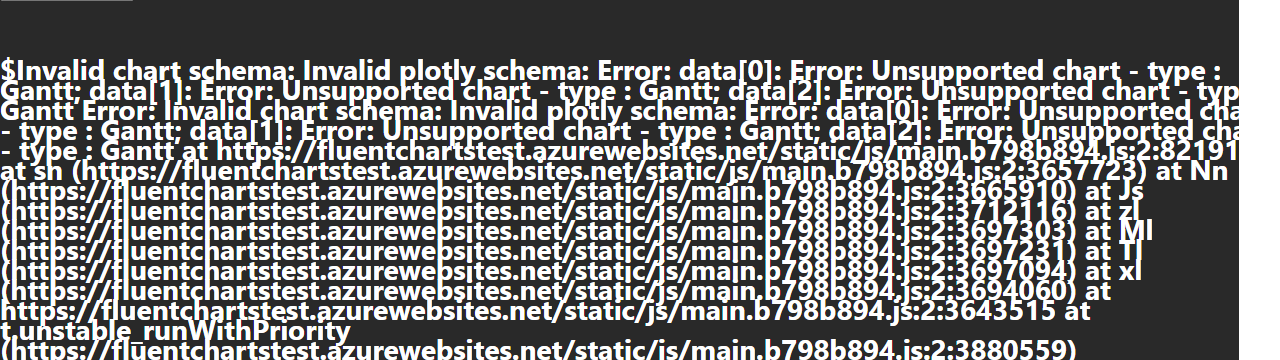 $Invalid chart schema: Invalid plotly schema: Error: data[0]: Error: Unsupported chart - type :
Gantt; data[1]: Error: Unsupported chart - type : Gantt; data[2]: Error: Unsupported chart - typ
Gantt Error: Invalid chart schema: Invalid plotly schema: Error: data[0]: Error: Unsupported cha
- type : Gantt; data[1]: Error: Unsupported chart - type : Gantt; data[2]: Error: Unsupported cha
- type : Gantt at https://fluentchartstest.azurewebsites.net/static/js/main.b798b894.js:2:82191
at sh (https://fluentchartstest.azurewebsites.net/static/js/main.b798b894.js:2:3657723) at Nn
(https://fluentchartstest.azurewebsites.net/static/js/main.b798b894.js:2:3665910) at Js
(https://fluentchartstest.azurewebsites.net/static/js/main.b798b894.js:2:3712116) at zl
(https://fluentchartstest.azurewebsites.net/static/js/main.b798b894.js:2:3697303) at Ml
(https://fluentchartstest.azurewebsites.net/static/js/main.b798b894.js:2:3697231) at Tl
(https://fluentchartstest.azurewebsites.net/static/js/main.b798b894.js:2:3697094) at xl
(https://fluentchartstest.azurewebsites.net/static/js/main.b798b894.js:2:3694060) at
https://fluentchartstest.azurewebsites.net/static/js/main.b798b894.js:2:3643515 at
t.unstable_runWithPriority
(https://fluentchartstest.azurewebsites.net/static/js/main.b798b894.js:2:3880559)